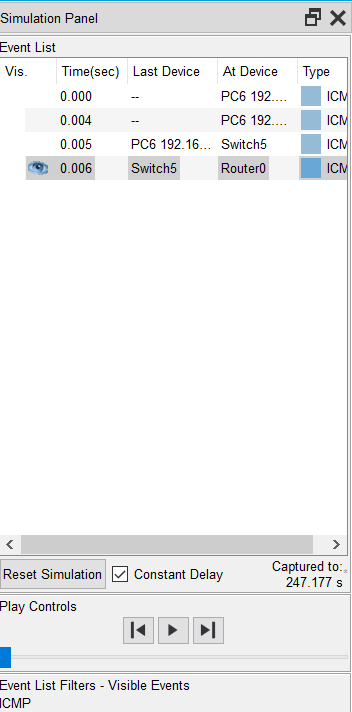 Simulation Panel
Event List
Vis. Time(sec) Last Device At Device Type
0.000 -- PC6 192.... ICM
0.004 -- PC6 192.... ICM
0.005 PC6 192.16... Switch5 ICM
0.006 Switch5 Router0 ICM
Reset Simulation Constant Delay Captured to:
247.177 s
Play Controls
Event List Filters - Visible Events
ICMP